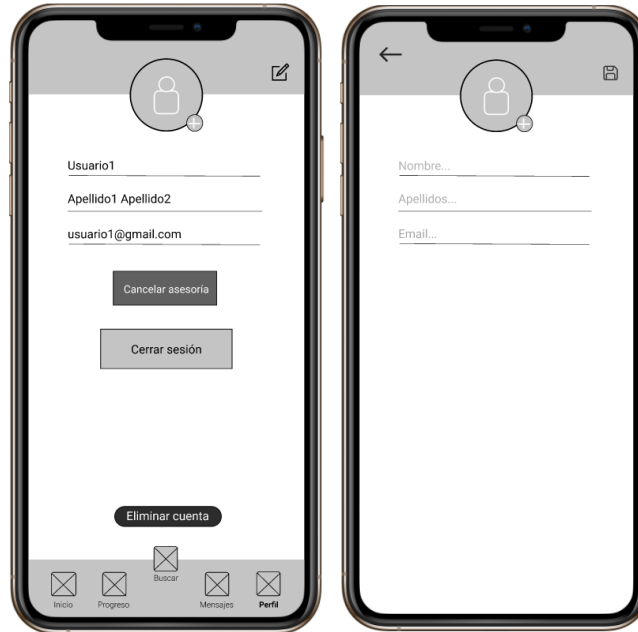 Usuario1
Apellido1 Apellido2
usuario1@gmail.com
Cancelar asesoría
Cerrar sesión
Eliminar cuenta
Inicio
Progreso
Buscar
Mensajes
Perfil
Nombre...
Apellidos...
Email...